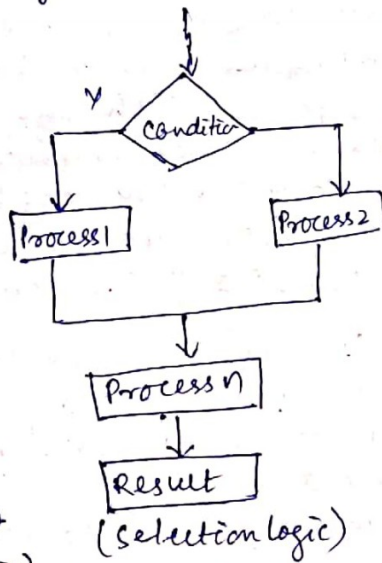 Y
Conditio
Process1
Process2
Process n
Result
(Selection logic)